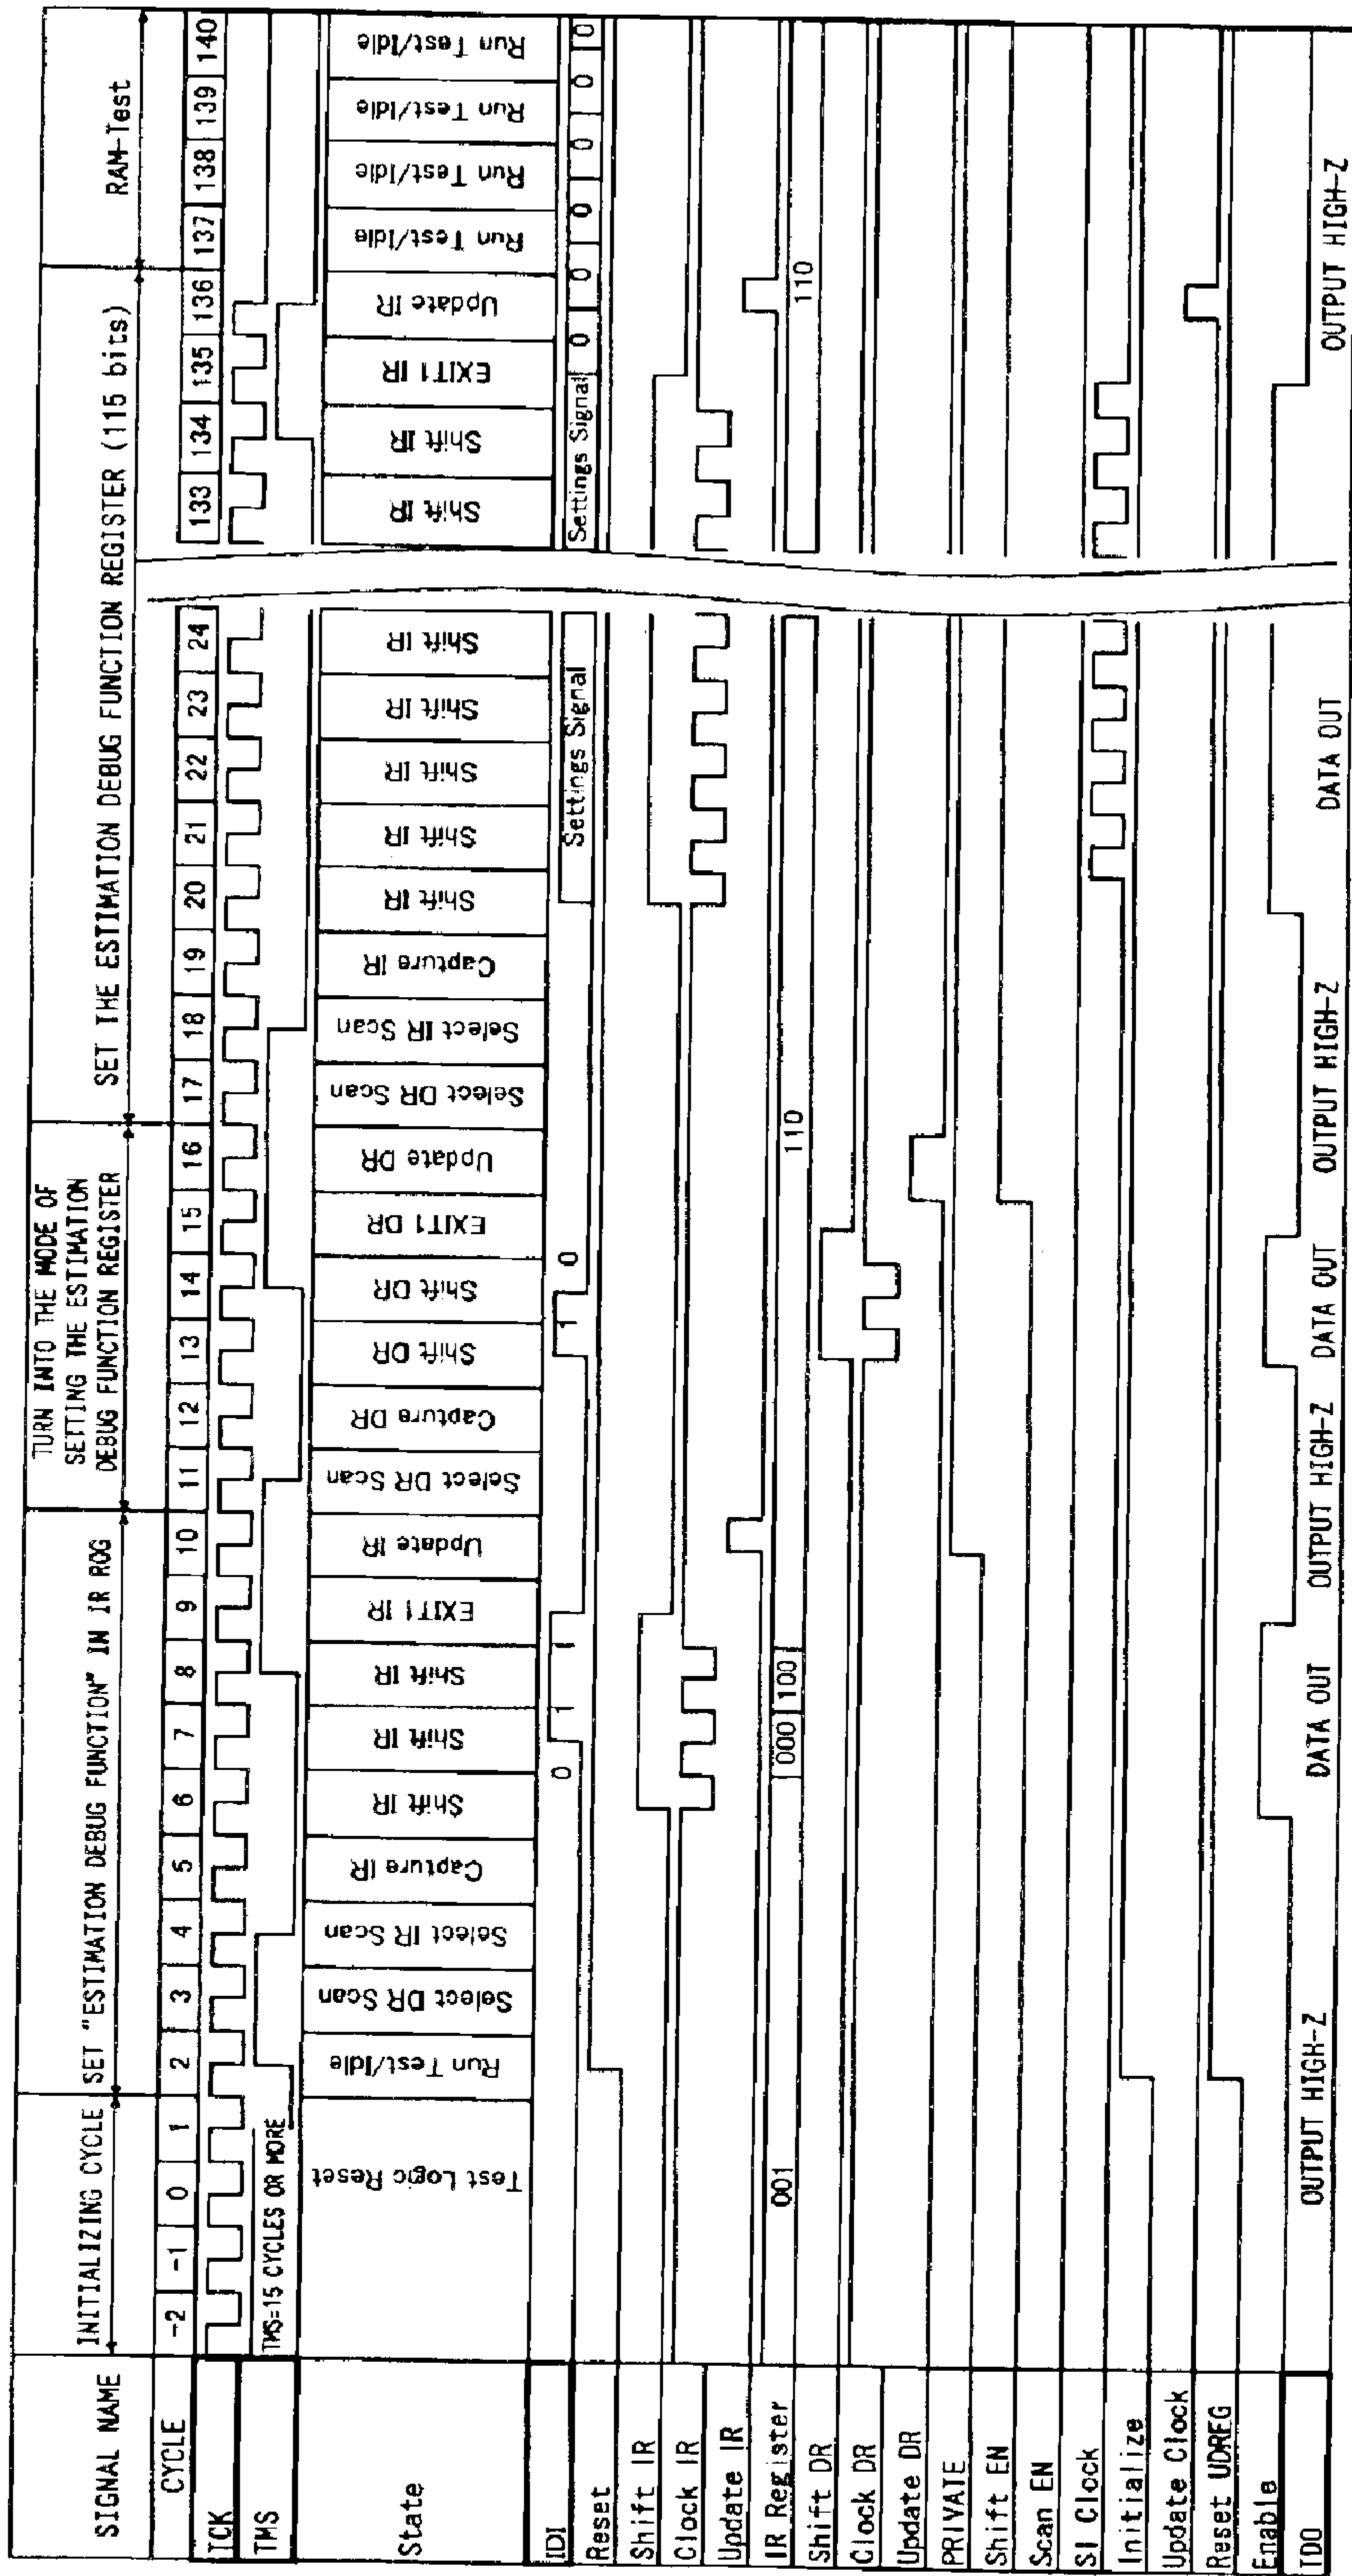 SIGNAL NAME
INITIALIZING CYCLE
SET "ESTIMATION DEBUG FUNCTION" IN IR ROG
TURN INTO THE MODE OF
SETTING THE ESTIMATION
DEBUG FUNCTION REGISTER
SET THE ESTIMATION DEBUG FUNCTION REGISTER (115 bits)
RAM-Test
CYCLE -2 -1 0 1 2 3 4 5 6 7 8 9 10 11 12 13 14 15 16 17 18 19 20 21 22 23 24 133 134 135 136 137 138 139 140
TCK
TMS TMS=15 CYCLES OR MORE
State
Test Logic Reset
Run Test/Idle
Select DR Scan
Select IR Scan
Capture IR
Shift IR
Shift IR
Shift IR
EXIT1 IR
Update IR
Select DR Scan
Capture DR
Shift DR
Shift DR
EXIT1 DR
Update DR
Select DR Scan
Select IR Scan
Capture IR
Shift IR
Shift IR
Shift IR
Shift IR
Shift IR
Shift IR
Shift IR
EXIT1 IR
Update IR
Run Test/Idle
Run Test/Idle
Run Test/Idle
Run Test/Idle
TDI 0 1 1 1 0 Settings Signal Settings Signal Settings Signal 0 0 0 0 0 0 0 0 0 0
Reset
Shift IR
Clock IR
Update IR
IR Register 001 000 100 110 110
Shift DR
Clock DR
Update DR
PRIVATE
Shift EN
Scan EN
SI Clock
Initialize
Update Clock
Reset UDREG
Enable
TDO OUTPUT HIGH-Z DATA OUT OUTPUT HIGH-Z DATA OUT OUTPUT HIGH-Z DATA OUT OUTPUT HIGH-Z